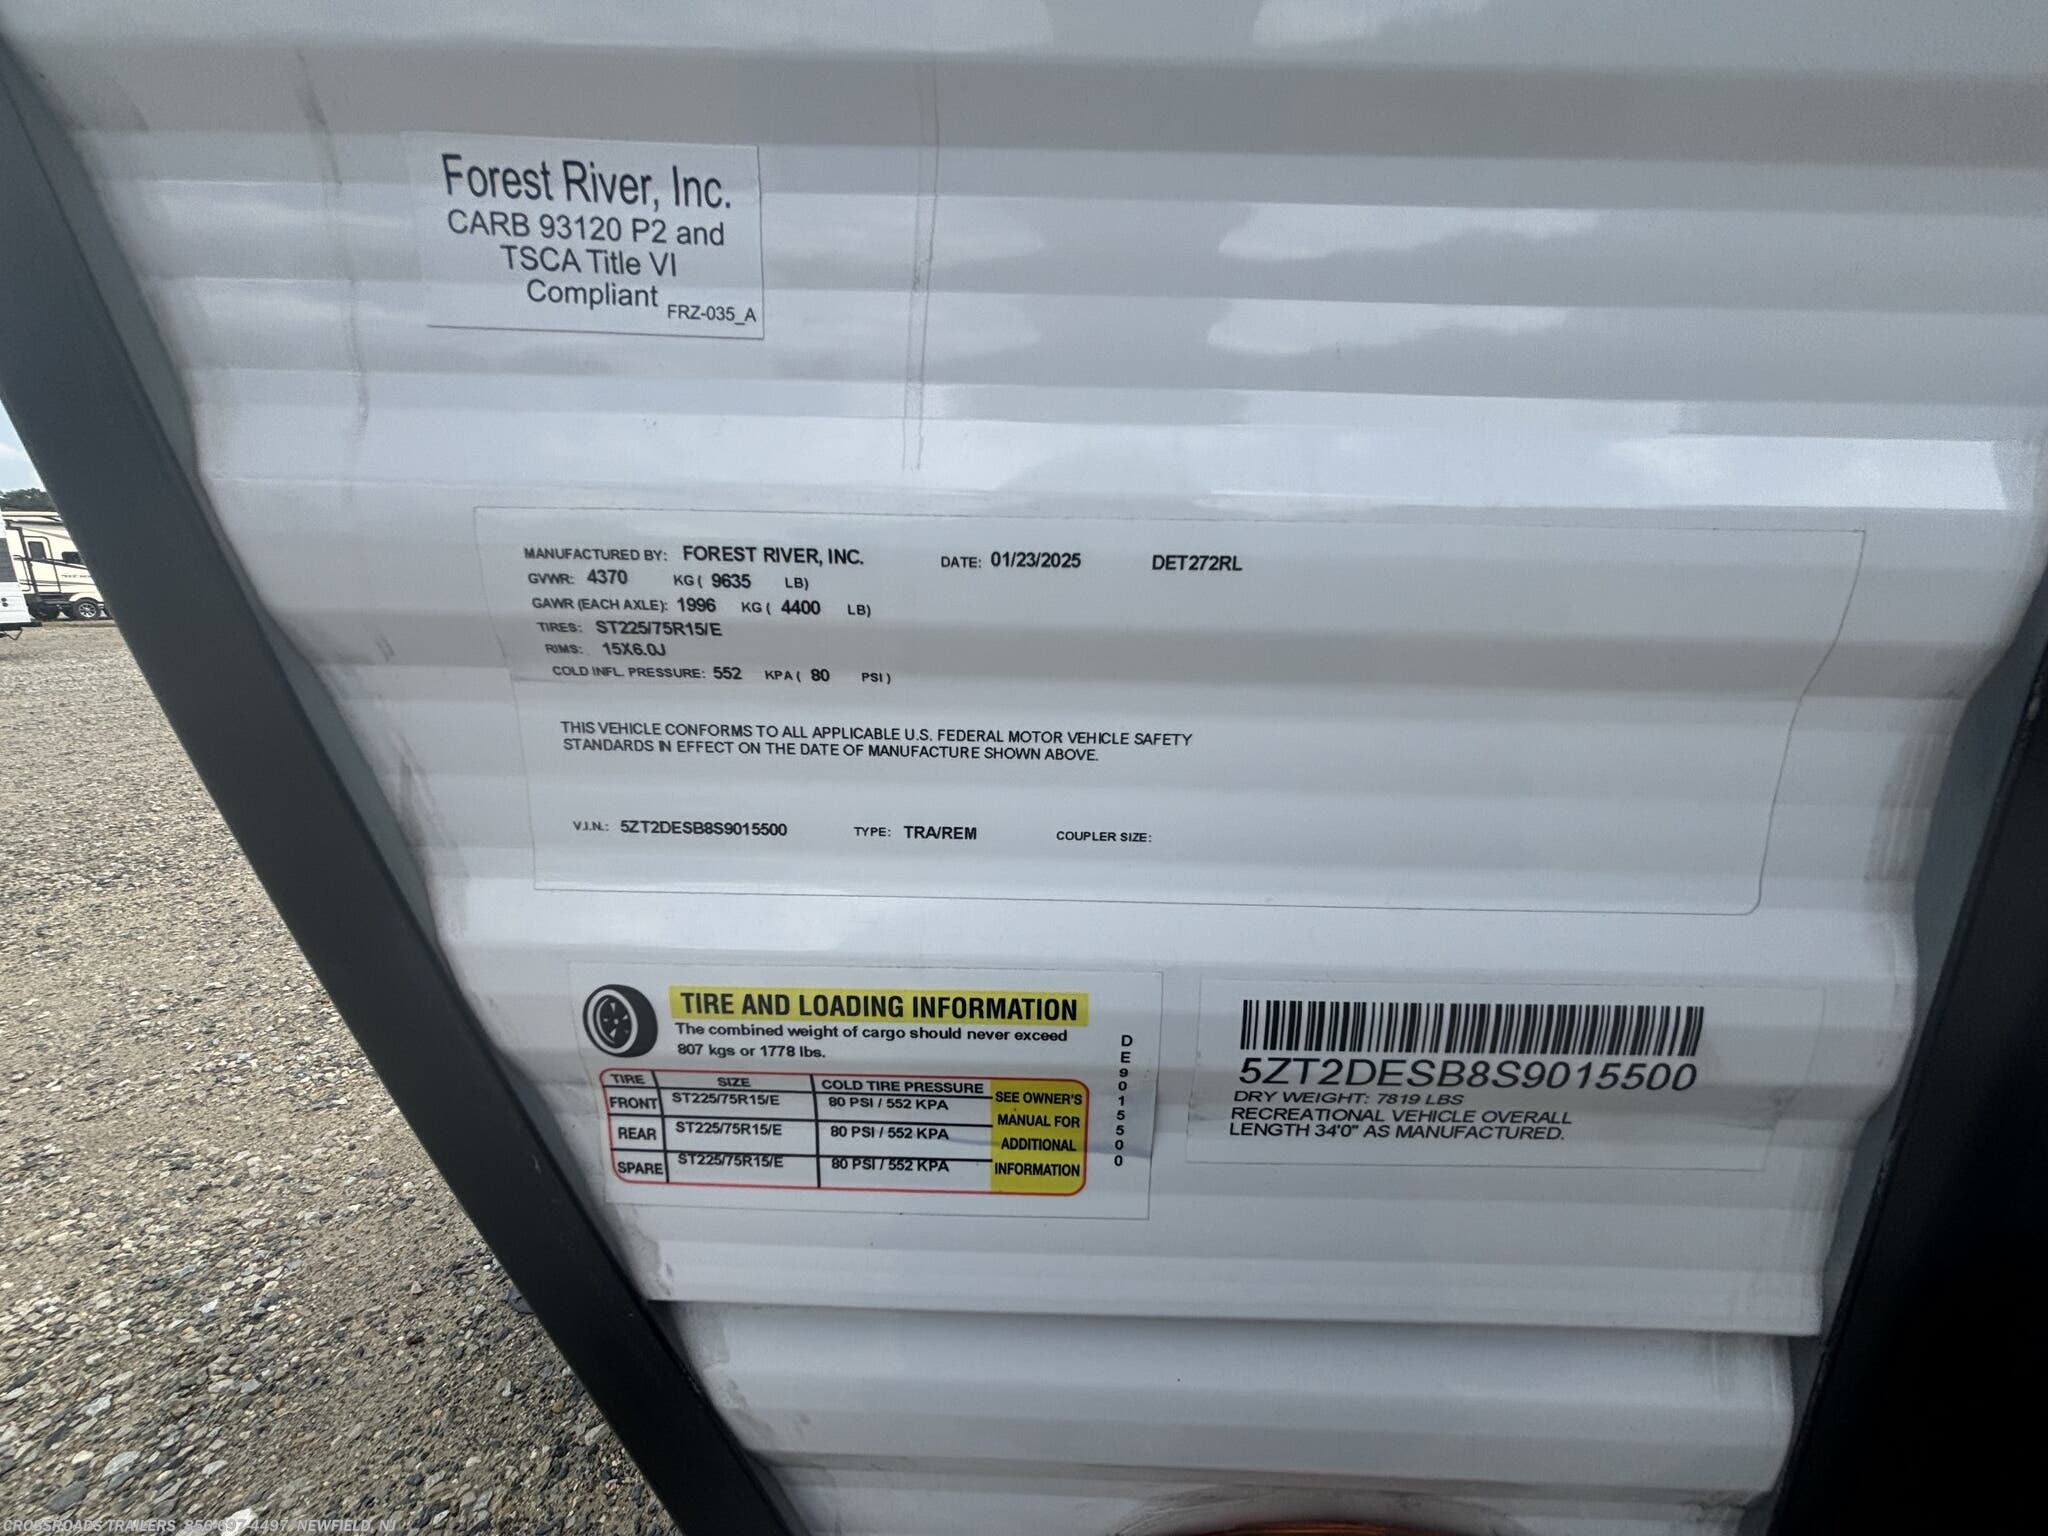 Forest River, Inc.
CARB 93120 P2 and
TSCA Title VI
Compliant FRZ-035_A
MANUFACTURED BY: FOREST RIVER, INC. DATE: 01/23/2025 DET272RL
GVWR: 4370 KG ( 9635 LB)
GAWR (EACH AXLE): 1996 KG ( 4400 LB)
TIRES: ST225/75R15/E
RIMS: 15X6.0J
COLD INFL. PRESSURE: 552 KPA ( 80 PSI )
THIS VEHICLE CONFORMS TO ALL APPLICABLE U.S. FEDERAL MOTOR VEHICLE SAFETY
STANDARDS IN EFFECT ON THE DATE OF MANUFACTURE SHOWN ABOVE.
V.I.N.: 5ZT2DESB8S9015500 TYPE: TRA/REM COUPLER SIZE:
TIRE AND LOADING INFORMATION
The combined weight of cargo should never exceed
807 kgs or 1778 lbs.
TIRE SIZE COLD TIRE PRESSURE
FRONT ST225/75R15/E 80 PSI / 552 KPA
REAR ST225/75R15/E 80 PSI / 552 KPA
SPARE ST225/75R15/E 80 PSI / 552 KPA
SEE OWNER'S
MANUAL FOR
ADDITIONAL
INFORMATION
DE9015500
5ZT2DESB8S9015500
DRY WEIGHT: 7819 LBS
RECREATIONAL VEHICLE OVERALL
LENGTH 34'0" AS MANUFACTURED.
CROSSROADS TRAILERS 856-697-4497 NEWFIELD, NJ